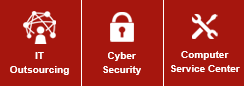 IT
Outsourcing
Cyber
Security
Computer
Service Center